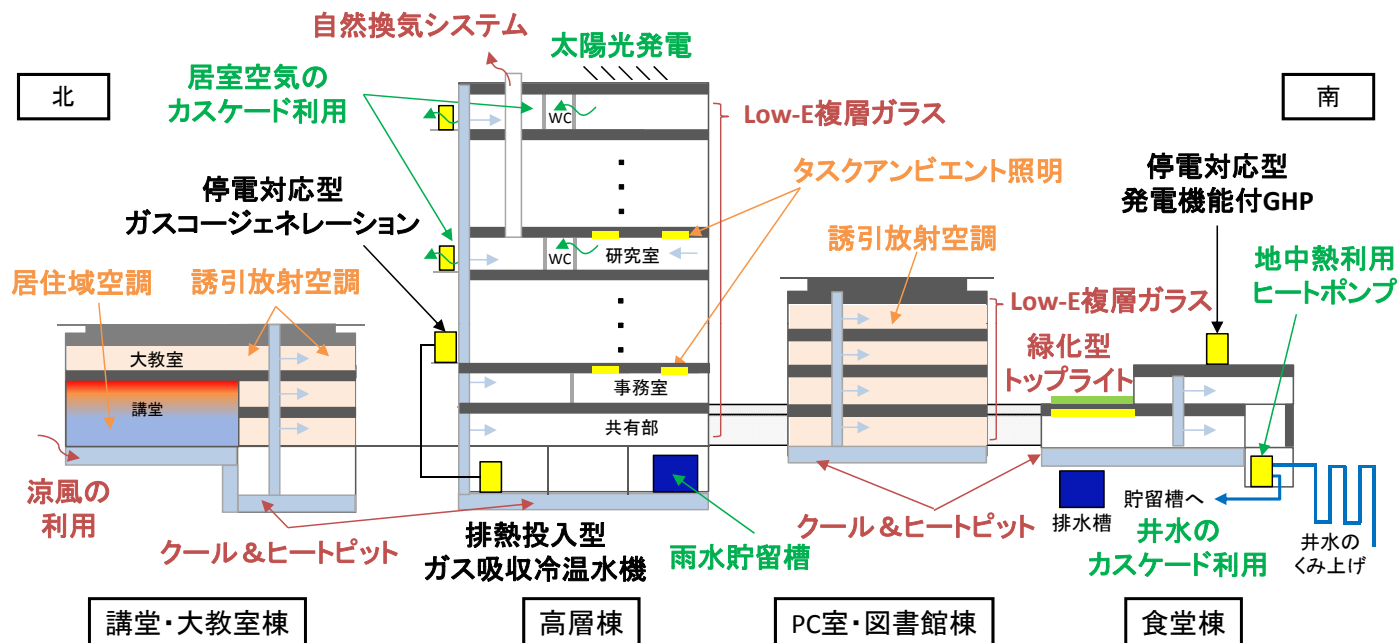 自然換気システム
太陽光発電
北
南
居室空気の
カスケード利用
WC
Low-E複層ガラス
停電対応型
ガスコージェネレーション
タスクアンビエント照明
停電対応型
発電機能付GHP
WC
研究室
誘引放射空調
地中熱利用
ヒートポンプ
居住域空調
誘引放射空調
Low-E複層ガラス
緑化型
トップライト
大教室
事務室
講堂
共有部
涼風の
利用
クール&ヒートピット
排熱投入型
ガス吸収冷温水機
雨水貯留槽
クール&ヒートピット
排水槽
貯留槽へ
井水の
カスケード利用
井水の
くみ上げ
講堂・大教室棟
高層棟
PC室・図書館棟
食堂棟